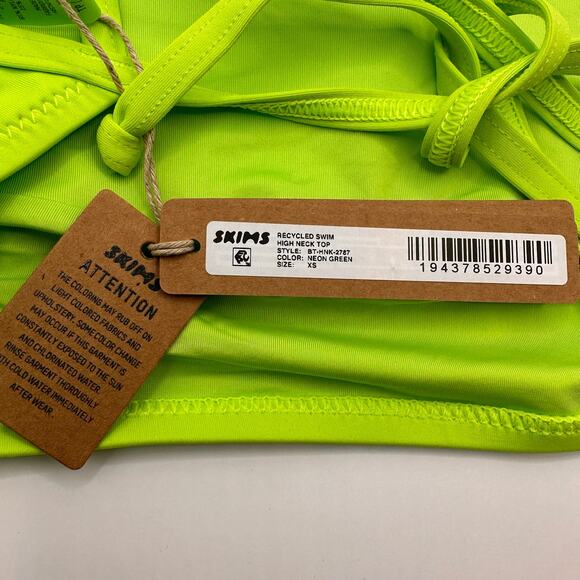 SKIMS
RECYCLED SWIM
HIGH NECK TOP
STYLE: BT-HNK-2787
COLOR: NEON GREEN
SIZE: XS
194378529390
SKIMS
ATTENTION
THE COLORING MAY RUB OFF ON
LIGHT COLORED FABRICS AND
UPHOLSTERY. SOME COLOR CHANGE
MAY OCCUR IF THIS GARMENT IS
CONSTANTLY EXPOSED TO THE SUN
AND CHLORINATED WATER.
RINSE GARMENT THOROUGHLY
WITH COLD WATER IMMEDIATELY
AFTER WEAR.